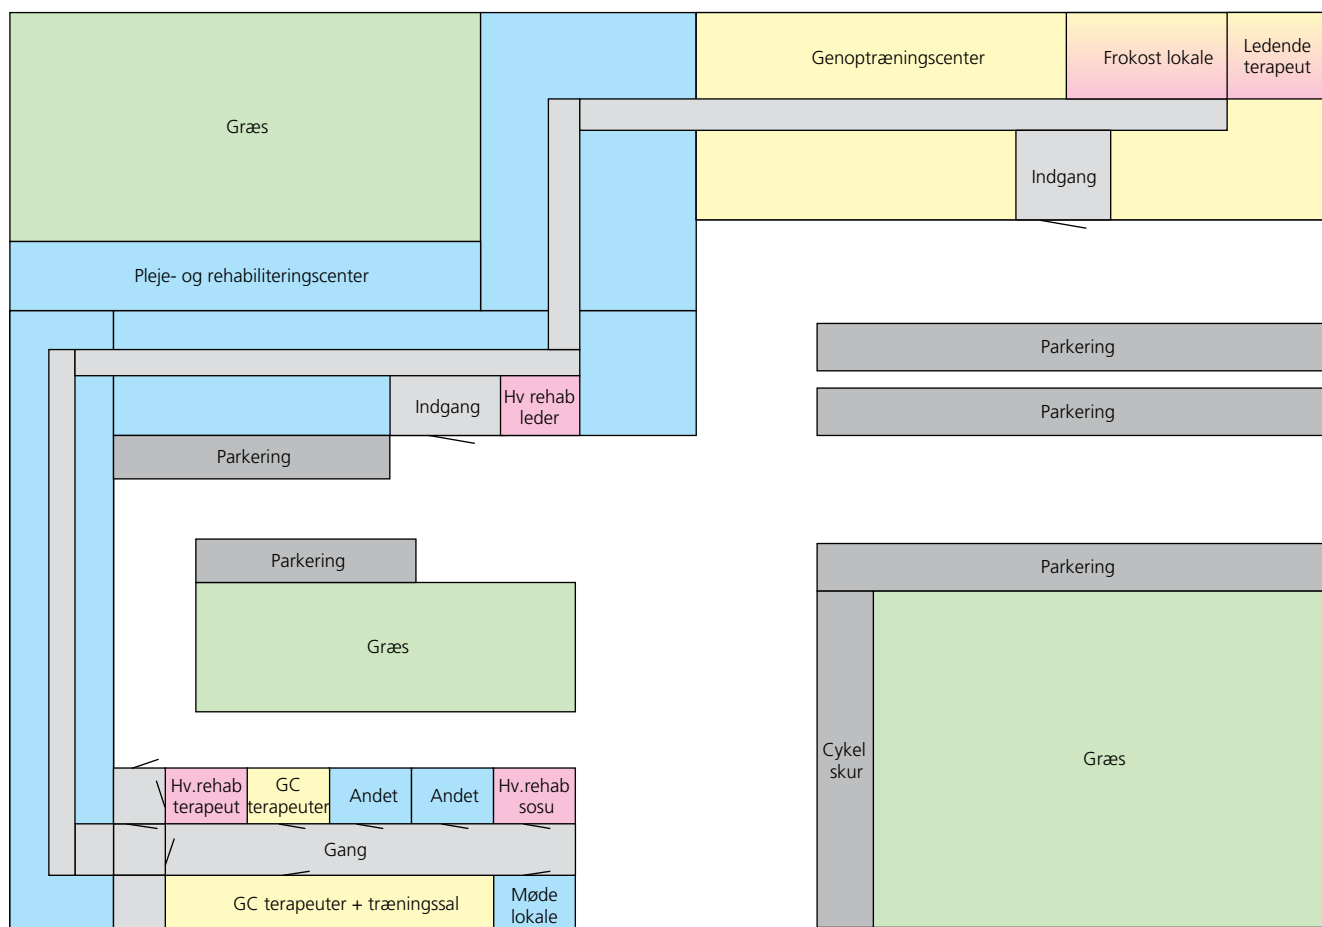 Genoptræningscenter
Frokost lokale
Ledende
terapeut
Græs
Indgang
Pleje- og rehabiliteringscenter
Parkering
Parkering
Indgang
Hv rehab
leder
Parkering
Parkering
Parkering
Græs
Cykel
skur
Græs
Hv.rehab
terapeut
GC
terapeuter
Andet
Andet
Hv.rehab
sosu
Gang
GC terapeuter + træningssal
Møde
lokale